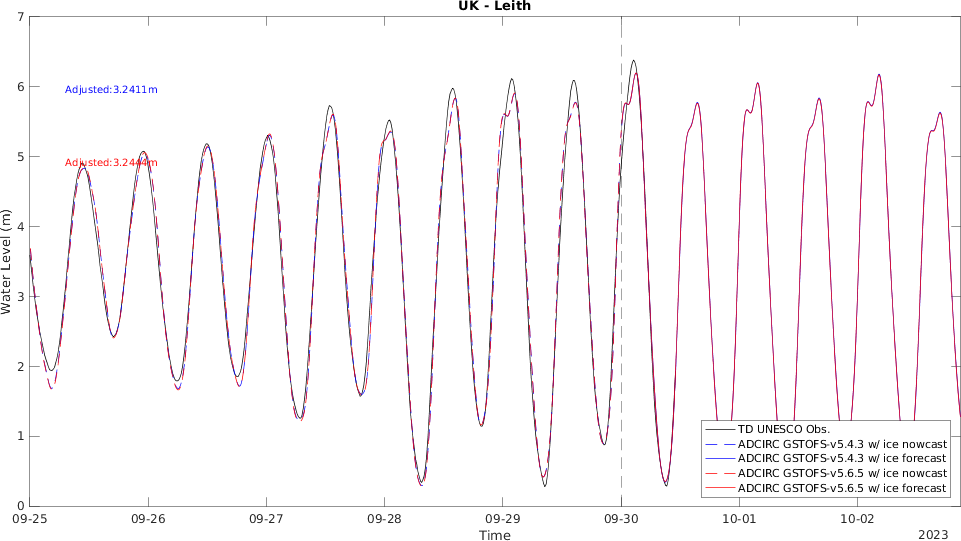 UK - Leith
7
6
5
4
3
2
1
0
Water Level (m)
Adjusted:3.2411m
Adjusted:3.2444m
TD UNESCO Obs.
ADCIRC GSTOFS-v5.4.3 w/ ice nowcast
ADCIRC GSTOFS-v5.4.3 w/ ice forecast
ADCIRC GSTOFS-v5.6.5 w/ ice nowcast
ADCIRC GSTOFS-v5.6.5 w/ ice forecast
09-25 09-26 09-27 09-28 09-29 09-30 10-01 10-02
Time
2023